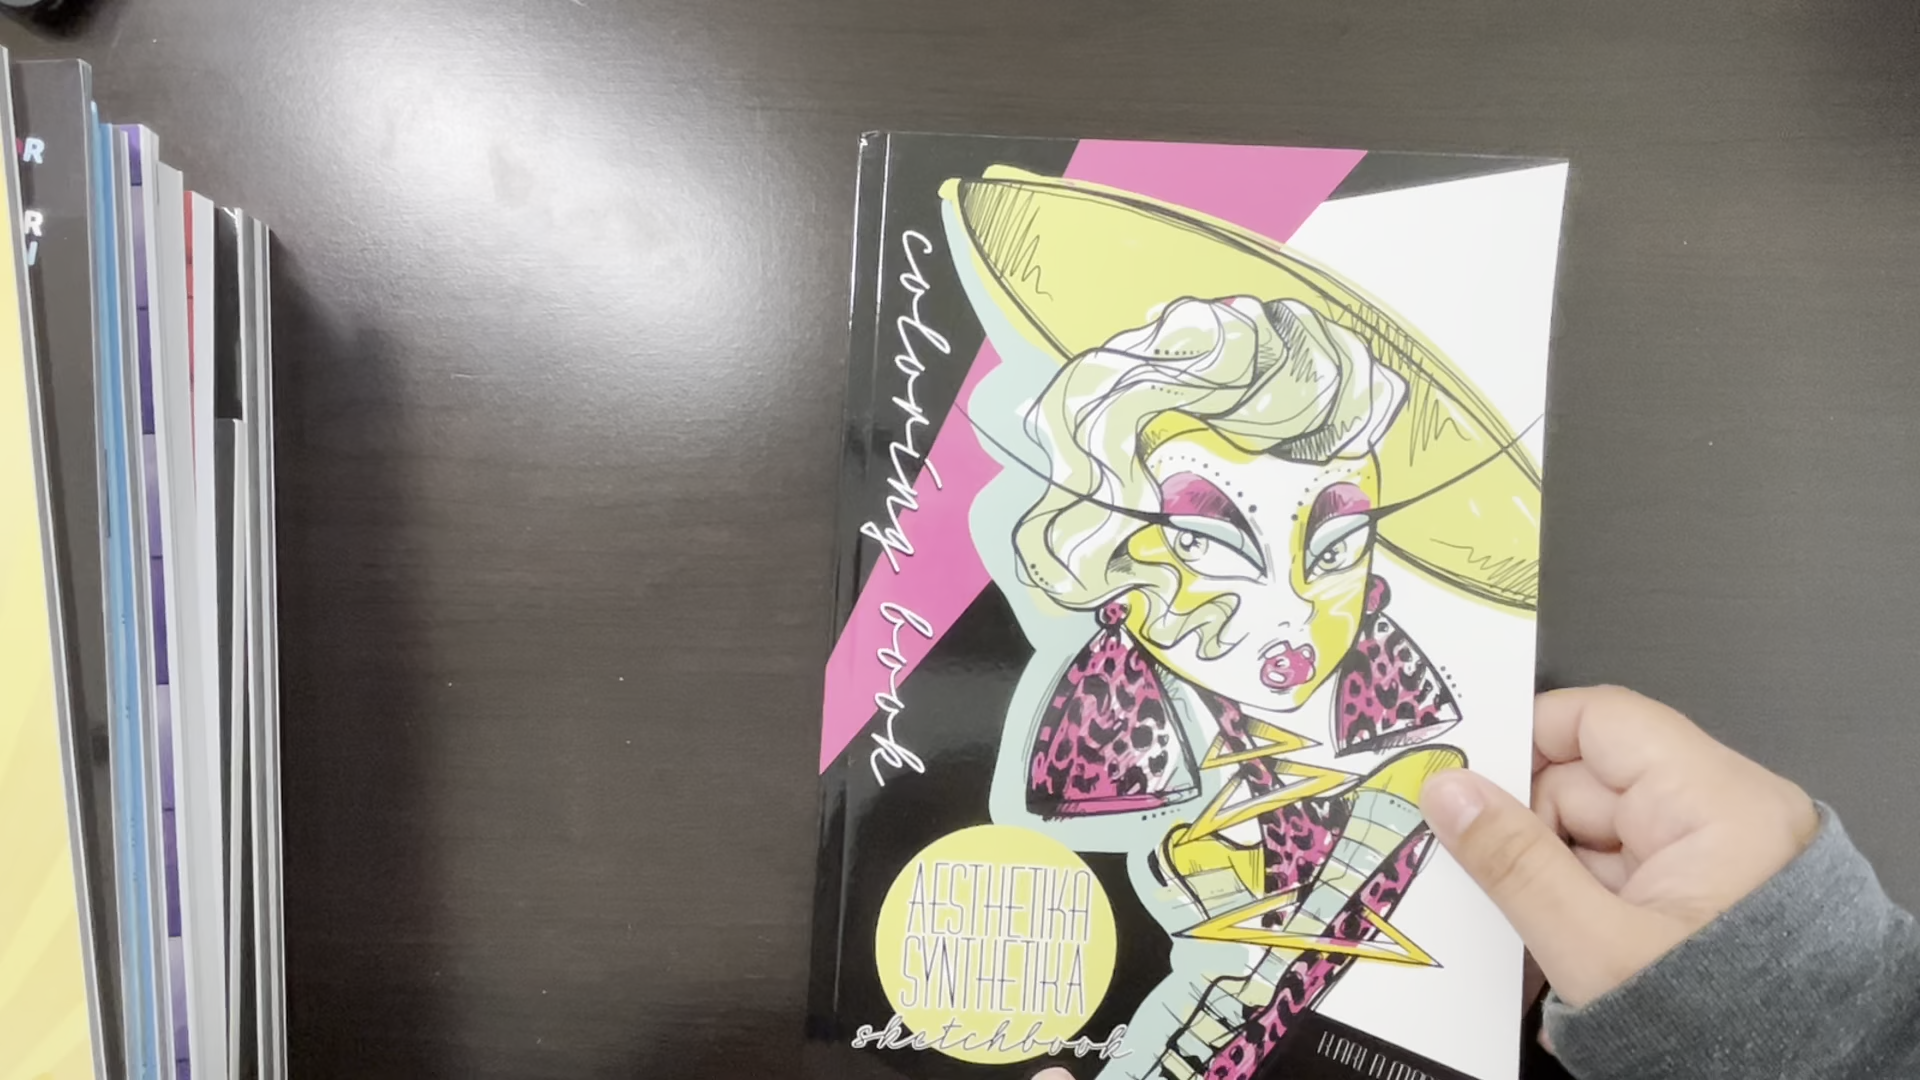 coloring book
AESTHETIKA
SYNTHETIKA
sketchbook
R
R